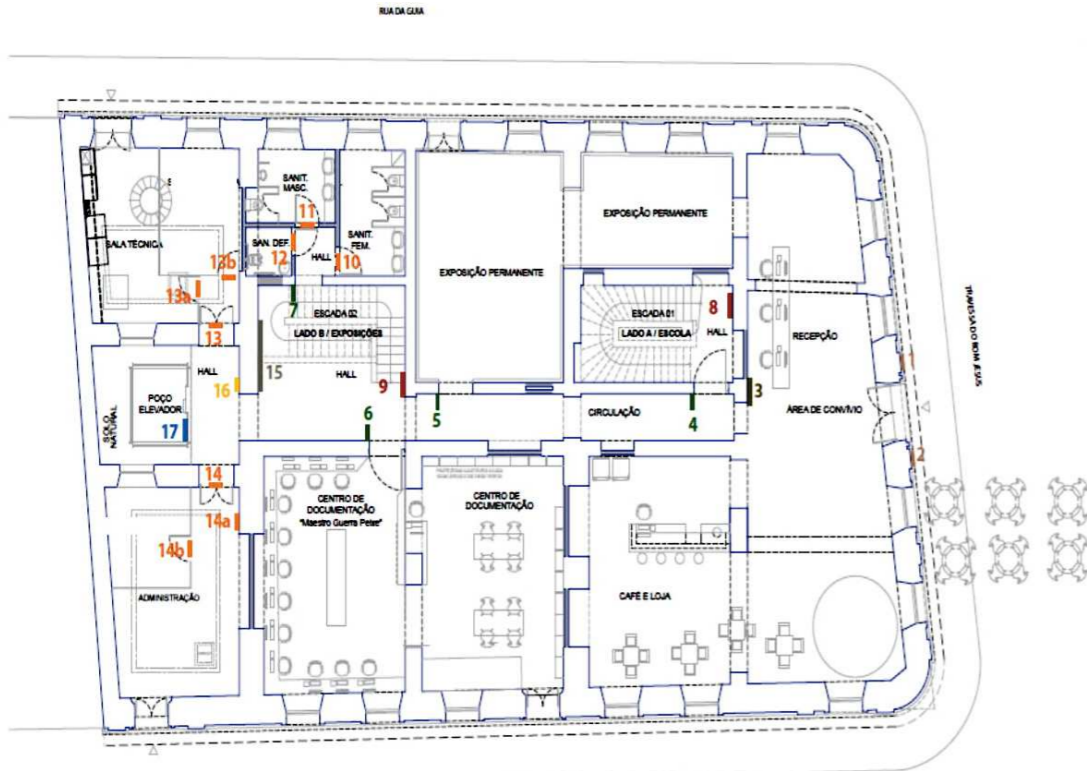 RUA DA GUIA
SANIT.
MASC.
11
SAN. DEF.
12
HALL
SANIT.
FEM.
10
SALA TÉCNICA
13b
13a
13
EXPOSIÇÃO PERMANENTE
EXPOSIÇÃO PERMANENTE
7
ESCADA 02
LADO B / EXPOSIÇÕES
HALL
15
9
ESCADA 01
LADO A / ESCOLA
HALL
8
RECEPÇÃO
TRAVESSA DO BOM JESUS
1
HALL
16
POÇO
ELEVADOR
17
SOLO
NATURAL
6
5
CIRCULAÇÃO
4
3
ÁREA DE CONVÍVIO
2
14
14a
14b
ADMINISTRAÇÃO
CENTRO DE
DOCUMENTAÇÃO
"Maestro Guerra Peixe"
CENTRO DE
DOCUMENTAÇÃO
CAFÉ E LOJA